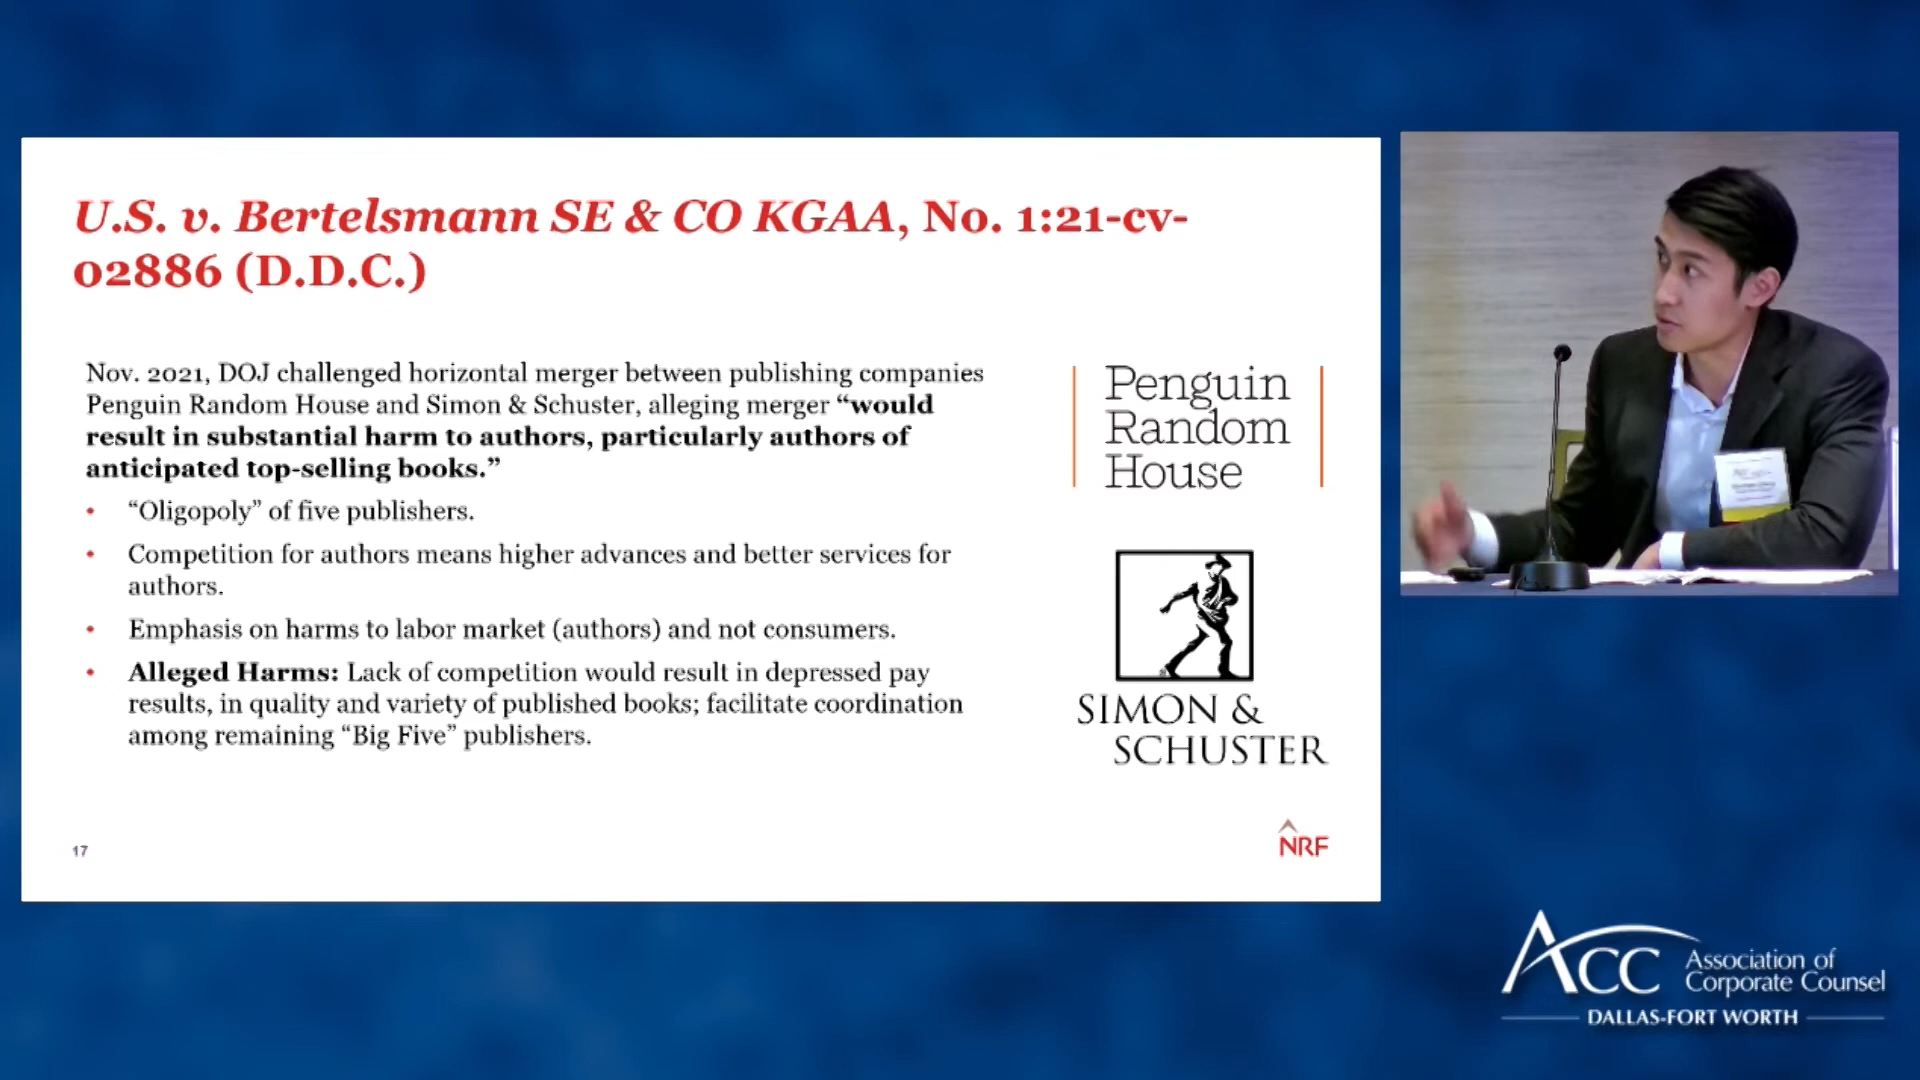 U.S. v. Bertelsmann SE & CO KGAA, No. 1:21-cv-
02886 (D.D.C.)
Nov. 2021, DOJ challenged horizontal merger between publishing companies
Penguin Random House and Simon & Schuster, alleging merger “would
result in substantial harm to authors, particularly authors of
anticipated top-selling books.”
• “Oligopoly” of five publishers.
• Competition for authors means higher advances and better services for
authors.
• Emphasis on harms to labor market (authors) and not consumers.
• Alleged Harms: Lack of competition would result in depressed pay
results, in quality and variety of published books; facilitate coordination
among remaining “Big Five” publishers.
Penguin
Random
House
SIMON &
SCHUSTER
17
NRF
ACC
Association of
Corporate Counsel
DALLAS-FORT WORTH